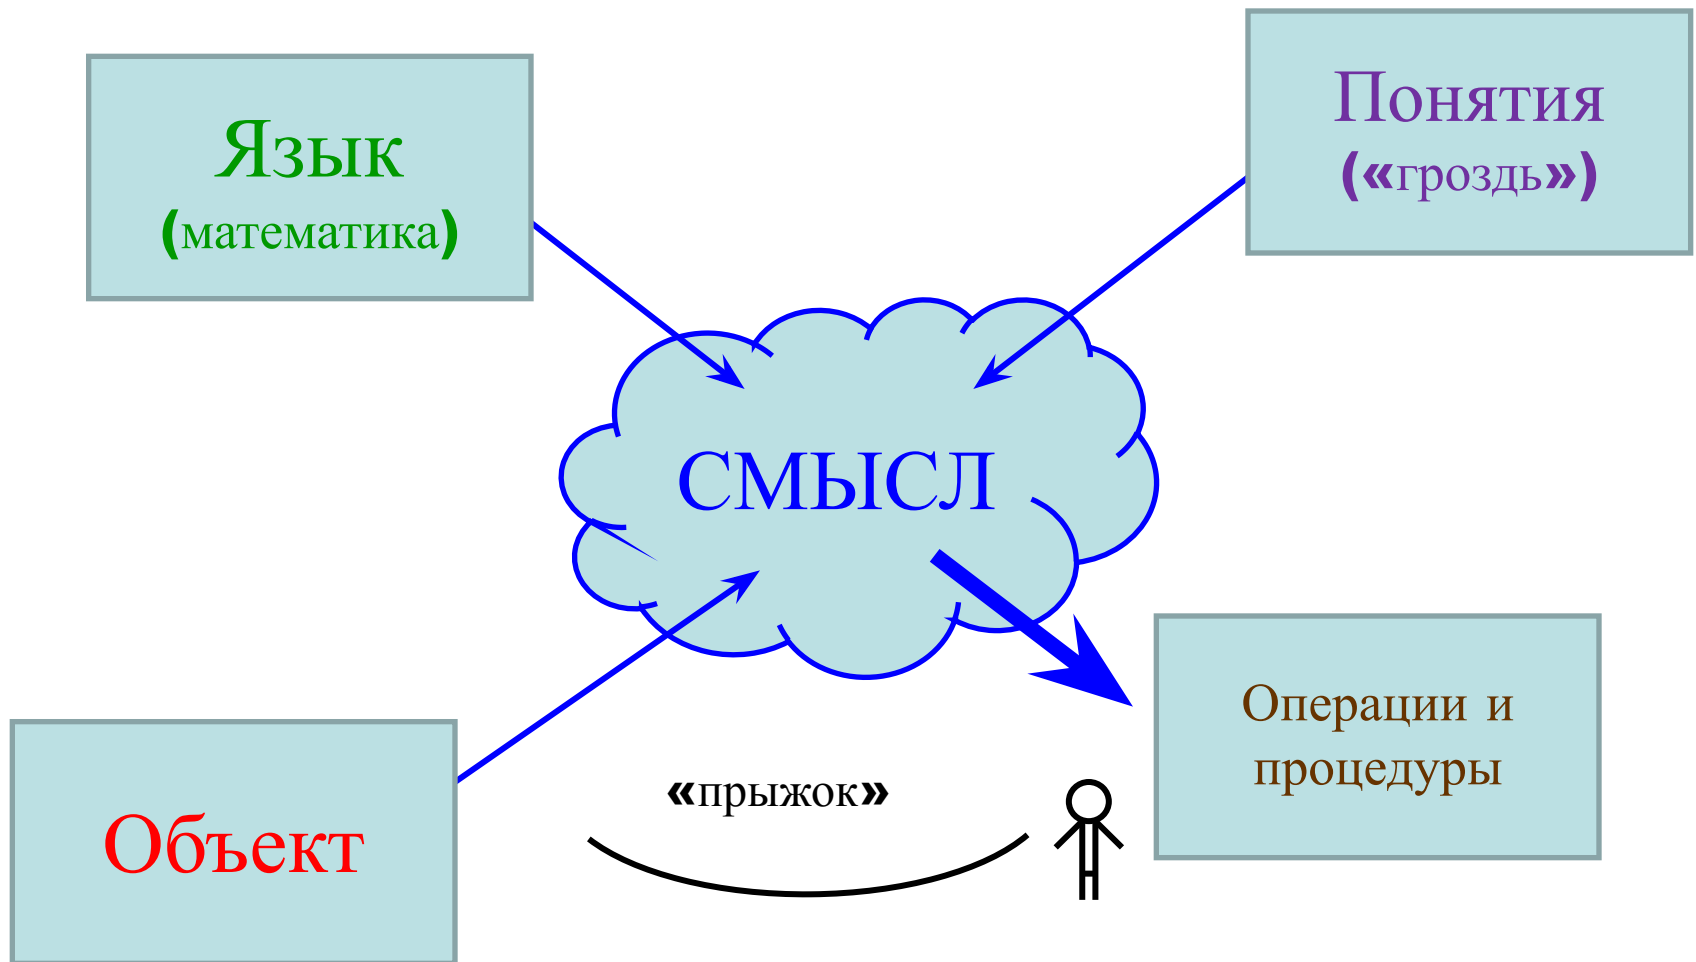 Язык
(математика)
Понятия
(«гроздь»)
СМЫСЛ
Операции и
процедуры
«прыжок»
Объект